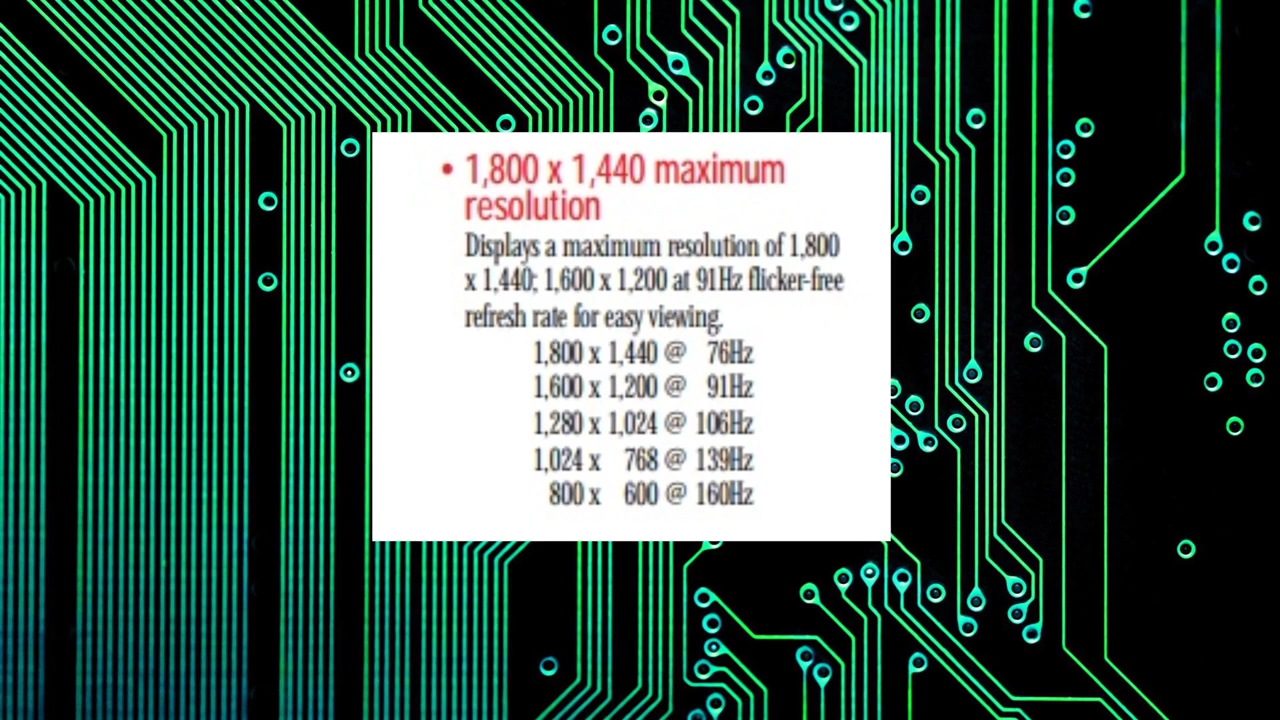 • 1,800 x 1,440 maximum
resolution
Displays a maximum resolution of 1,800
x 1,440; 1,600 x 1,200 at 91Hz flicker-free
refresh rate for easy viewing.
1,800 x 1,440 @ 76Hz
1,600 x 1,200 @ 91Hz
1,280 x 1,024 @ 106Hz
1,024 x 768 @ 139Hz
800 x 600 @ 160Hz